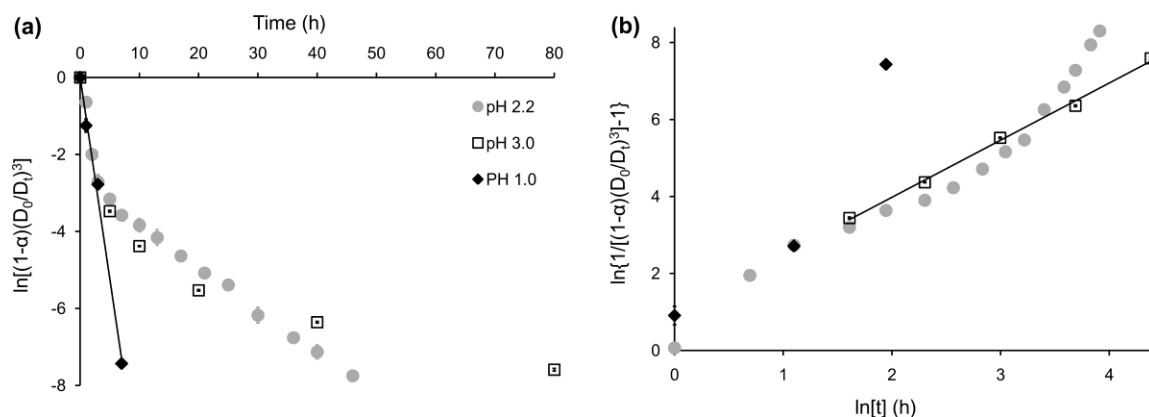 (a)
Time (h)
0 10 20 30 40 50 60 70 80
0
-2
-4
-6
-8
ln[(1-α)(D₀/Dₜ)³]
pH 2.2
pH 3.0
PH 1.0
(b)
8
6
4
2
0
ln{1/[(1-α)(D₀/Dₜ)³]-1}
0 1 2 3 4
ln[t] (h)